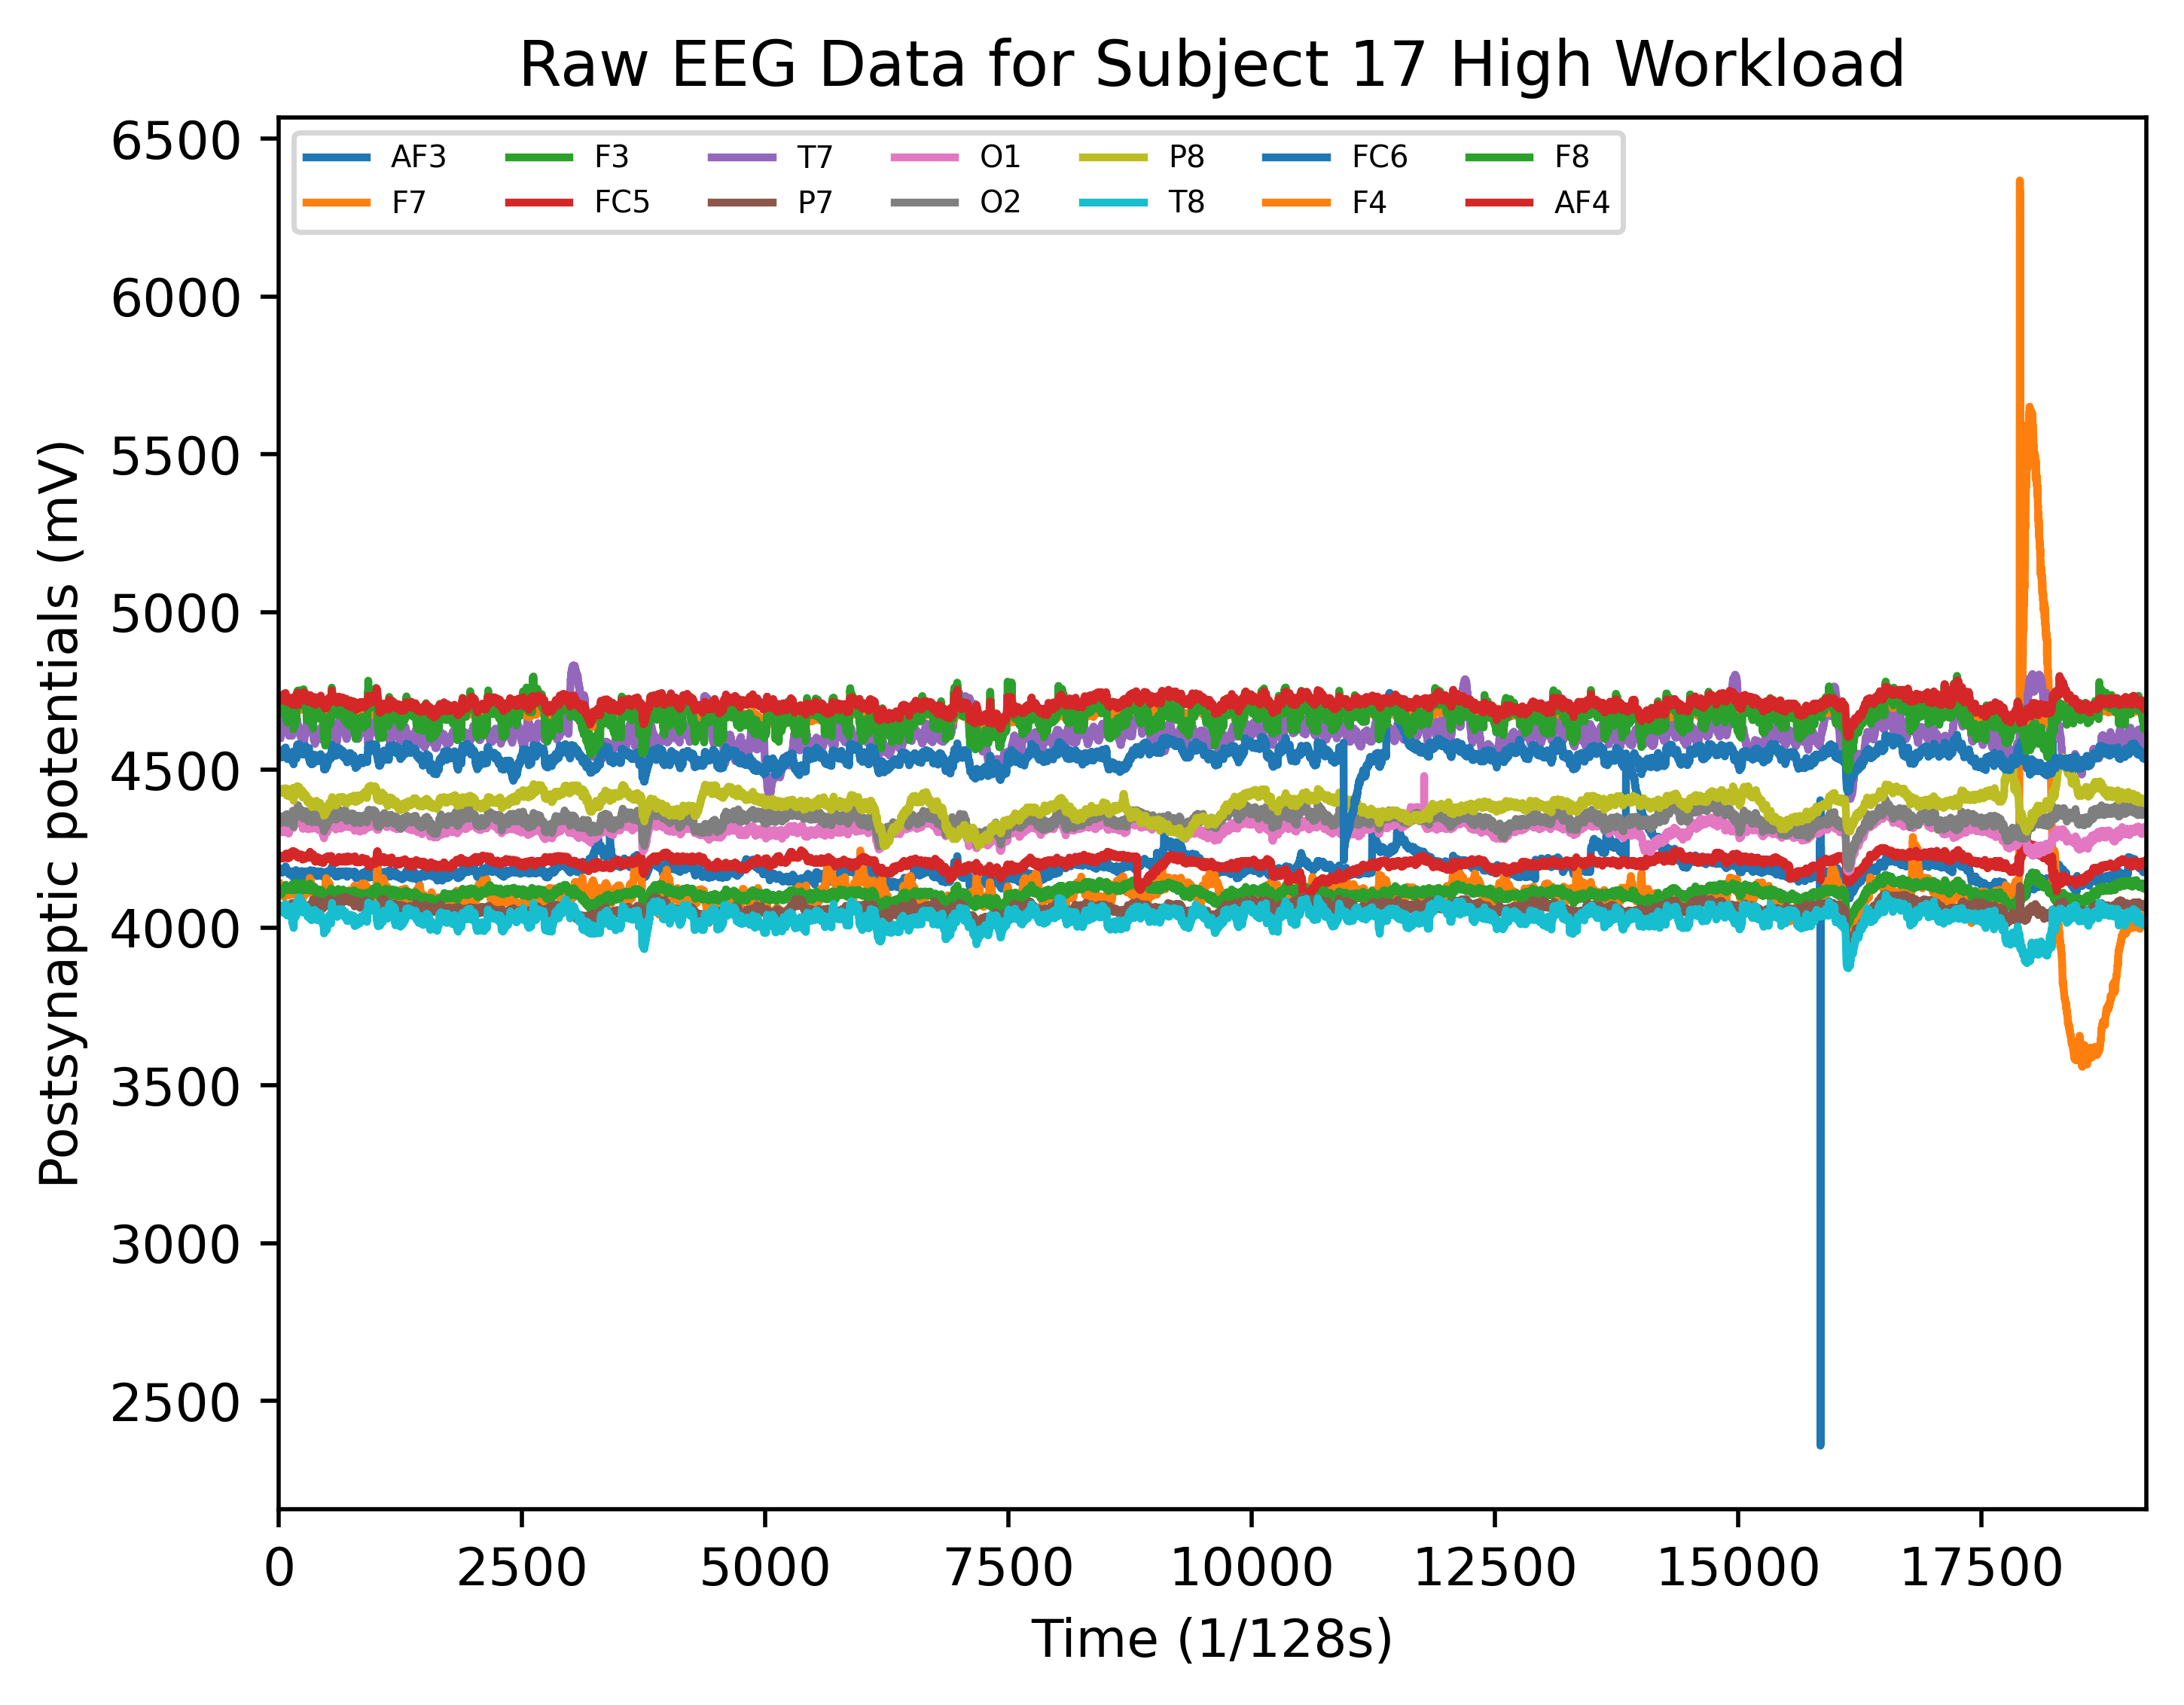 Raw EEG Data for Subject 17 High Workload
6500
AF3 F3 T7 O1 P8 FC6 F8
F7 FC5 P7 O2 T8 F4 AF4
6000
5500
5000
4500
4000
3500
3000
2500
Postsynaptic potentials (mV)
0 2500 5000 7500 10000 12500 15000 17500
Time (1/128s)